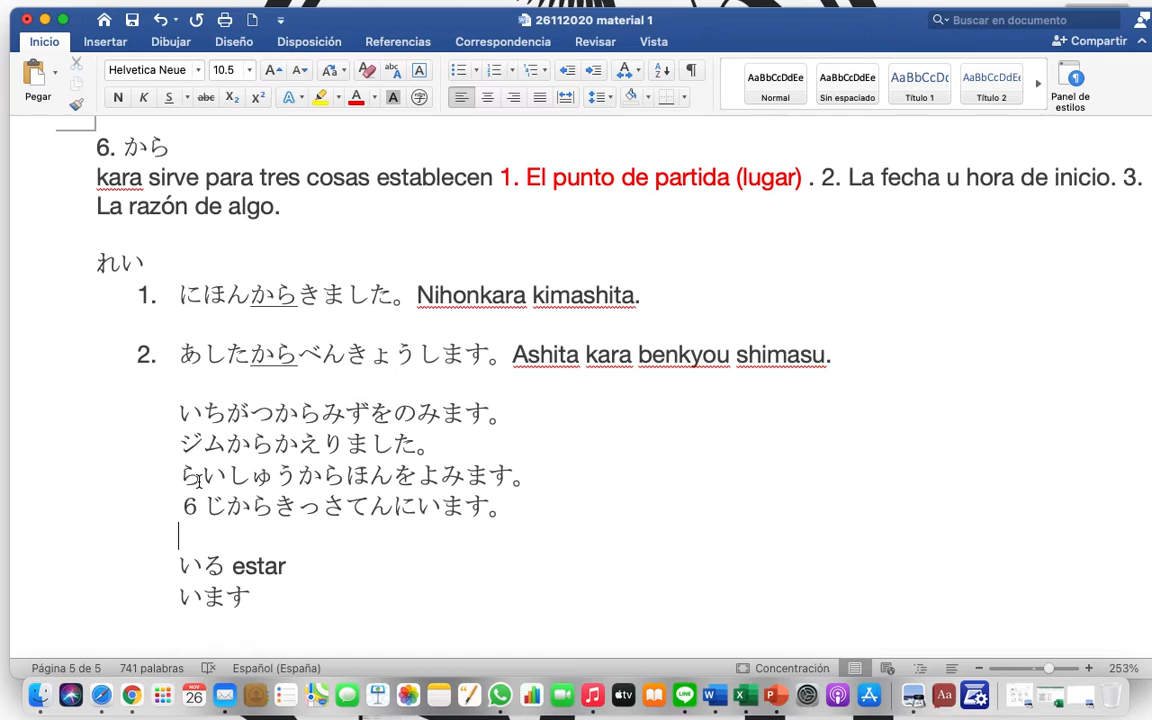 26112020 material 1
Buscar en documento
Inicio Insertar Dibujar Diseño Disposición Referencias Correspondencia Revisar Vista Compartir
Pegar Helvetica Neue 10.5 AaBbCcDdEe AaBbCcDdEe AaBbCcDc AaBbCcDdEe
N K S abc X₂ X² Normal Sin espaciado Título 1 Título 2 Panel de estilos
6. から
kara sirve para tres cosas establecen 1. El punto de partida (lugar) . 2. La fecha u hora de inicio. 3.
La razón de algo.
れい
1. にほんからきました。Nihonkara kimashita.
2. あしたからべんきょうします。Ashita kara benkyou shimasu.
いちがつからみずをのみます。
ジムからかえりました。
らいしゅうからほんをよみます。
６じからきっさてんにいます。
いる estar
います
Página 5 de 5 741 palabras Español (España) Concentración 253%
NOV 26